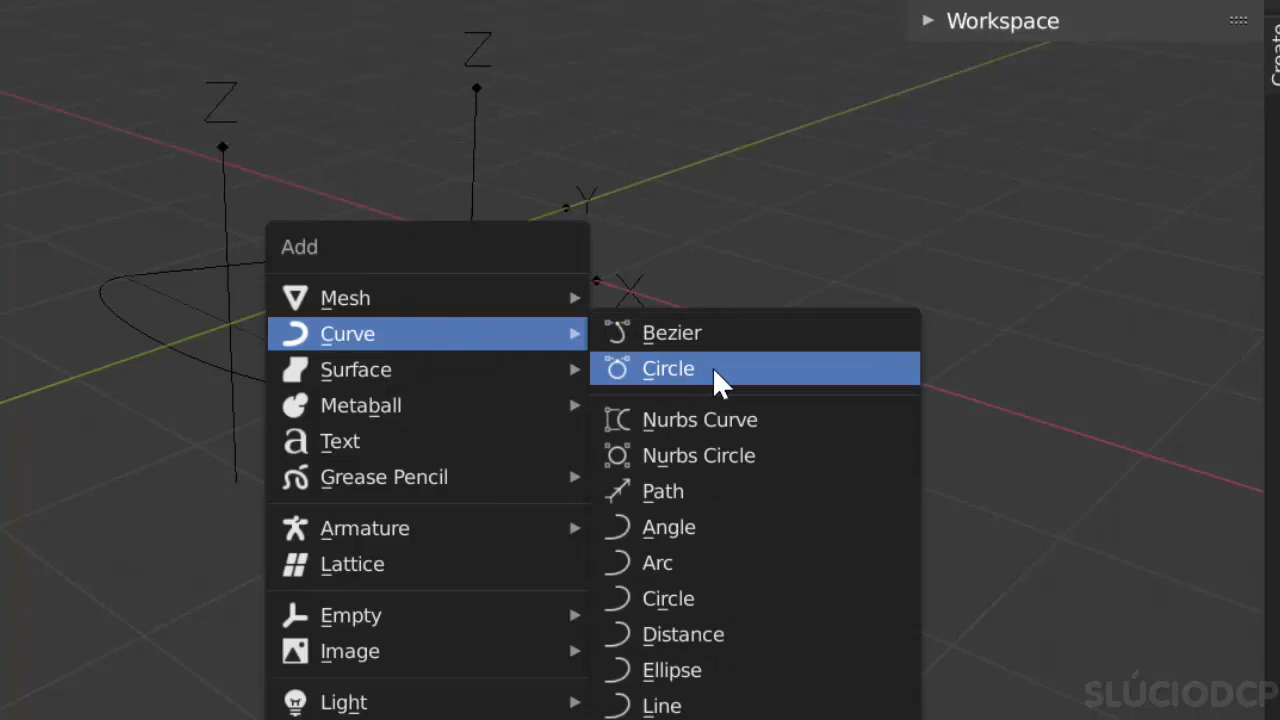 Workspace
Create
Z
Z
Y
X
Add
Mesh
Curve
Surface
Metaball
Text
Grease Pencil
Armature
Lattice
Empty
Image
Light
Bezier
Circle
Nurbs Curve
Nurbs Circle
Path
Angle
Arc
Circle
Distance
Ellipse
Line
SLÚCIODCP